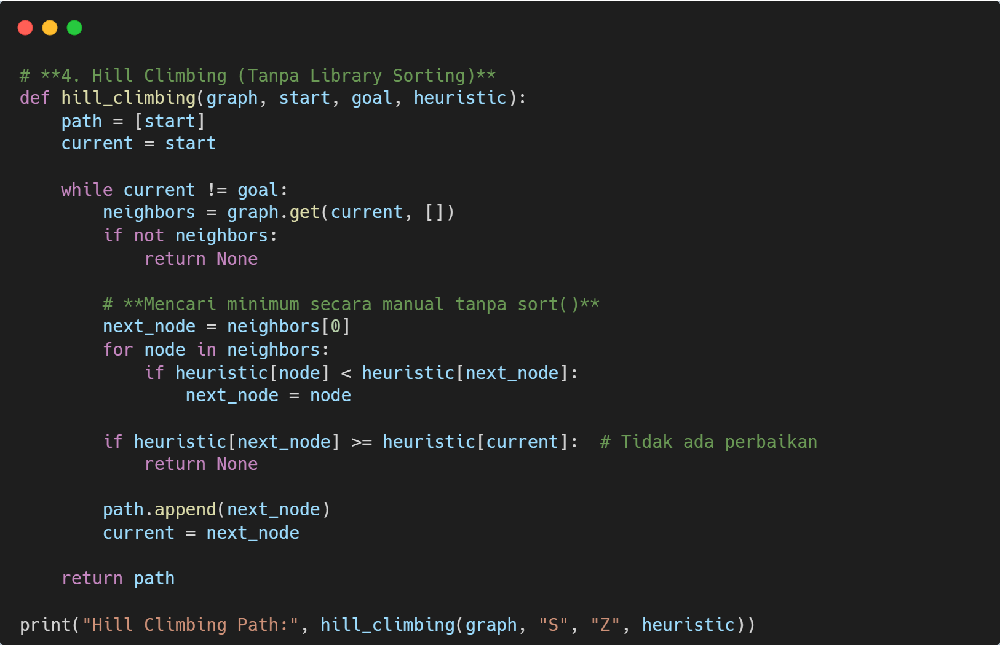 # **4. Hill Climbing (Tanpa Library Sorting)**
def hill_climbing(graph, start, goal, heuristic):
    path = [start]
    current = start

    while current != goal:
        neighbors = graph.get(current, [])
        if not neighbors:
            return None

        # **Mencari minimum secara manual tanpa sort()**
        next_node = neighbors[0]
        for node in neighbors:
            if heuristic[node] < heuristic[next_node]:
                next_node = node

        if heuristic[next_node] >= heuristic[current]:  # Tidak ada perbaikan
            return None

        path.append(next_node)
        current = next_node

    return path

print("Hill Climbing Path:", hill_climbing(graph, "S", "Z", heuristic))